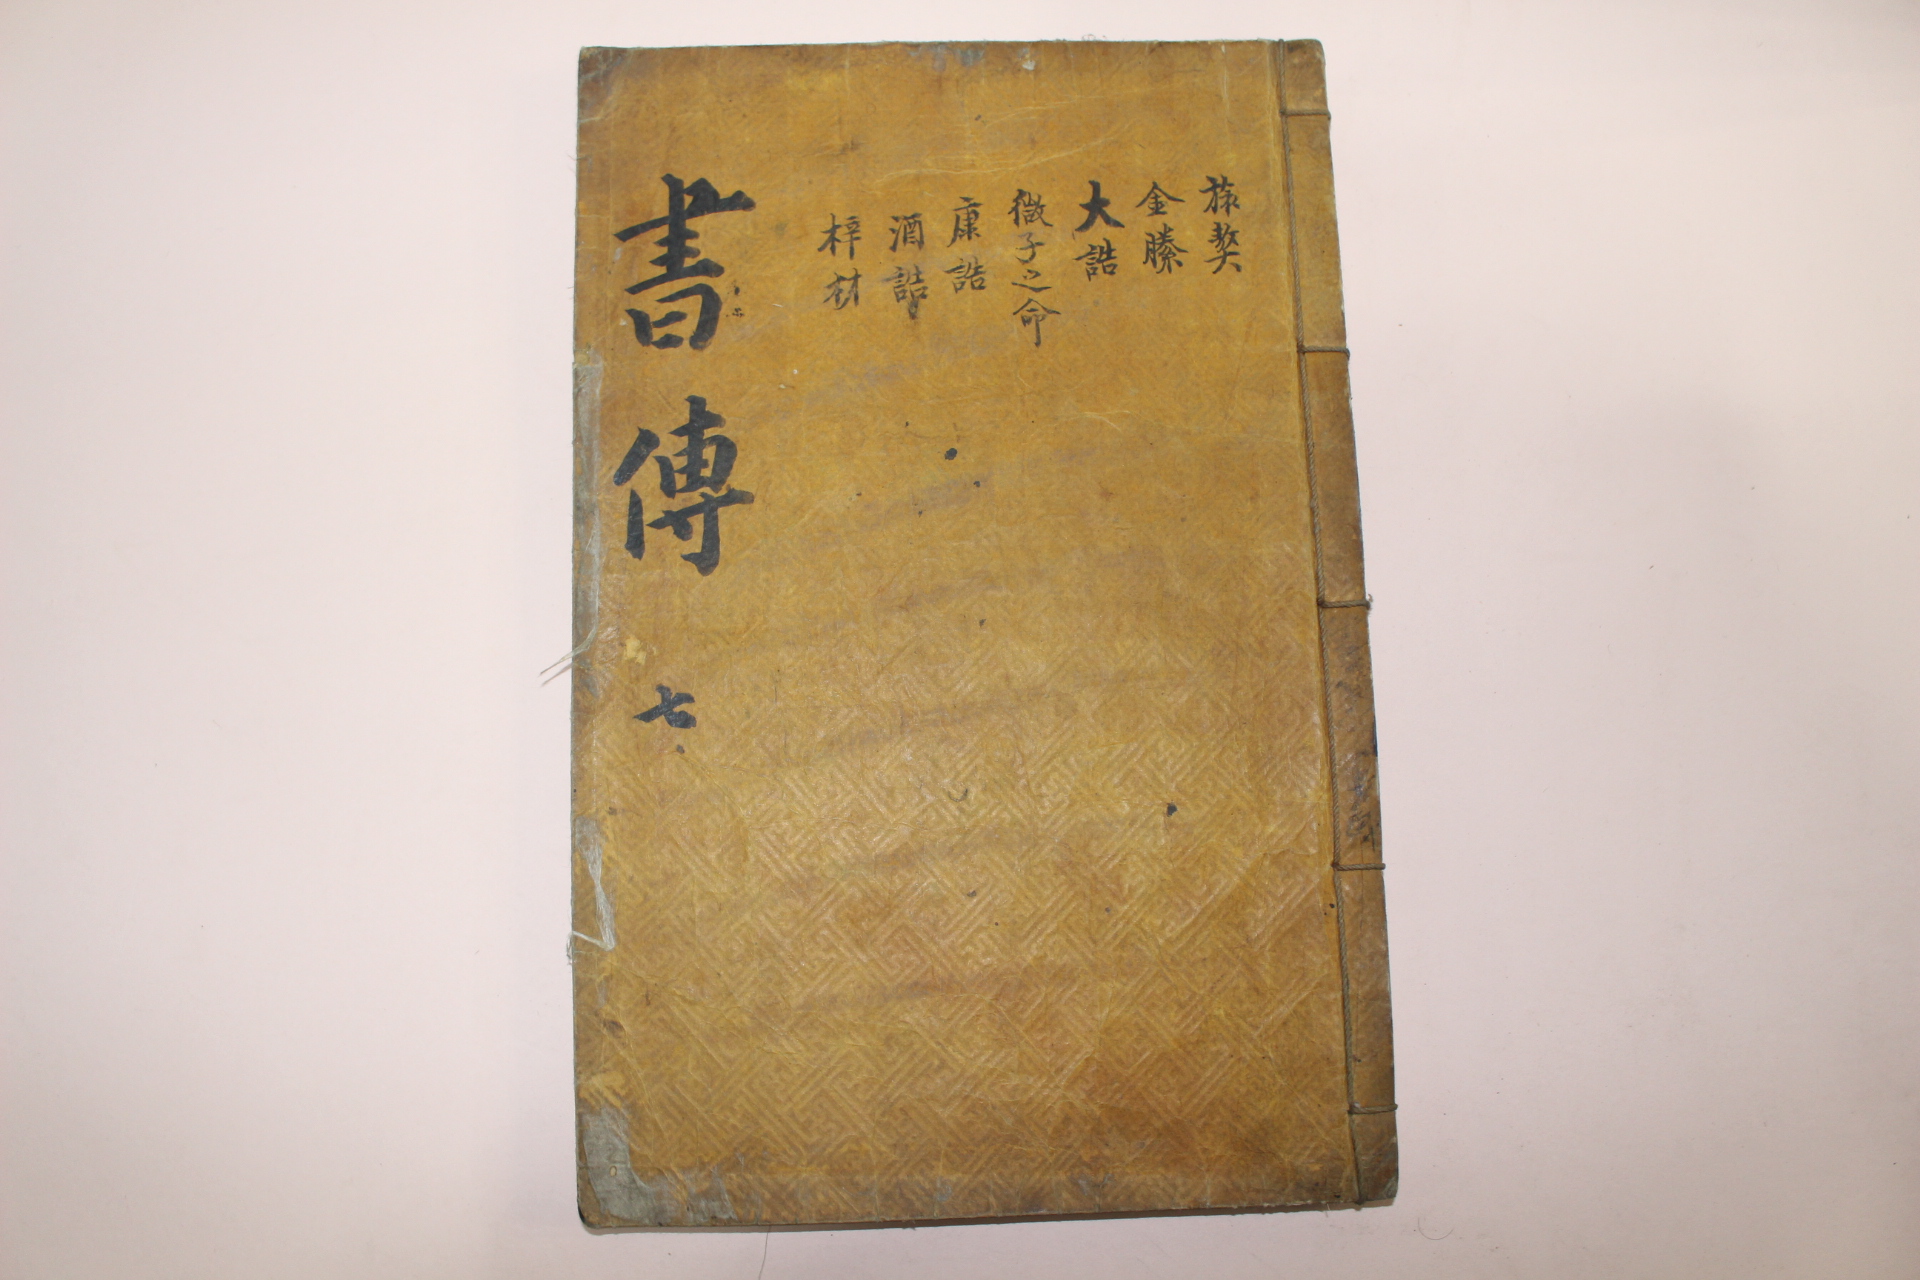 旅獒
金縢
大誥
微子之命
康誥
酒誥
梓材
書傳 七